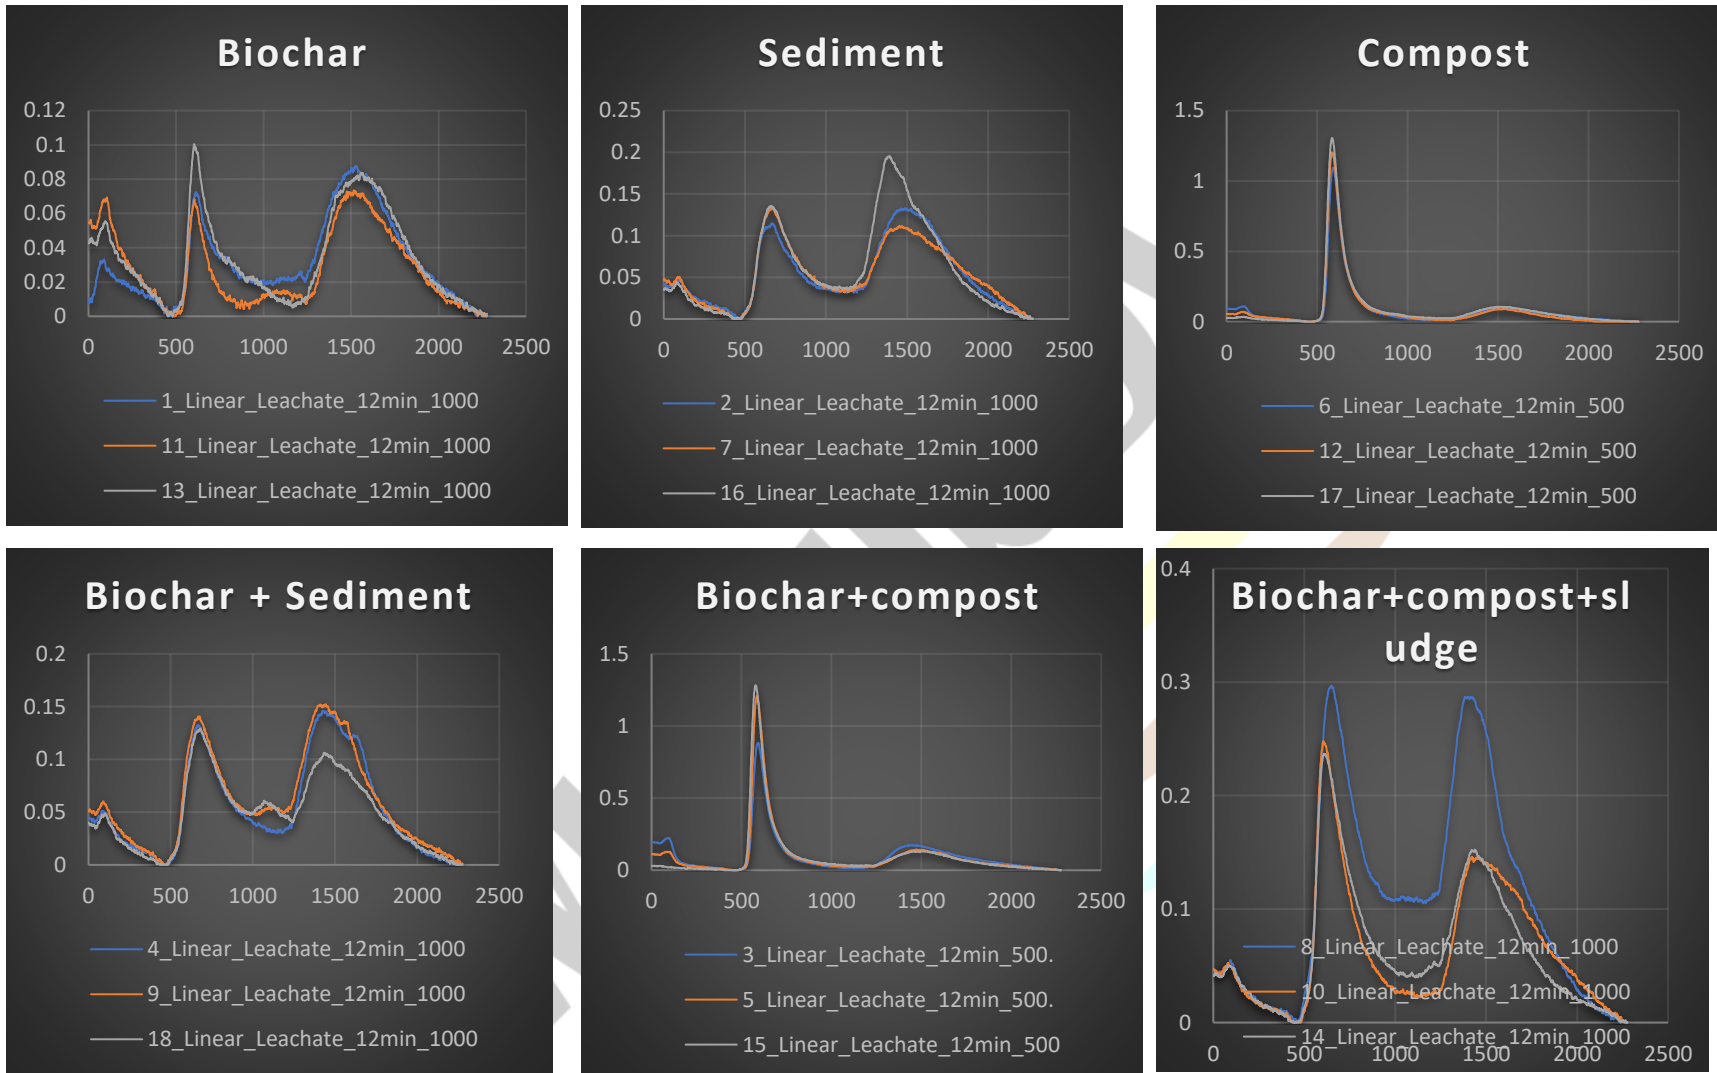 Biochar
0.12
0.1
0.08
0.06
0.04
0.02
0
0 500 1000 1500 2000 2500
1_Linear_Leachate_12min_1000
11_Linear_Leachate_12min_1000
13_Linear_Leachate_12min_1000
Sediment
0.25
0.2
0.15
0.1
0.05
0
0 500 1000 1500 2000 2500
2_Linear_Leachate_12min_1000
7_Linear_Leachate_12min_1000
16_Linear_Leachate_12min_1000
Compost
1.5
1
0.5
0
0 500 1000 1500 2000 2500
6_Linear_Leachate_12min_500
12_Linear_Leachate_12min_500
17_Linear_Leachate_12min_500
Biochar + Sediment
0.2
0.15
0.1
0.05
0
0 500 1000 1500 2000 2500
4_Linear_Leachate_12min_1000
9_Linear_Leachate_12min_1000
18_Linear_Leachate_12min_1000
Biochar+compost
1.5
1
0.5
0
0 500 1000 1500 2000 2500
3_Linear_Leachate_12min_500.
5_Linear_Leachate_12min_500.
15_Linear_Leachate_12min_500
Biochar+compost+sl
udge
0.4
0.3
0.2
0.1
0
0 500 1000 1500 2000 2500
8_Linear_Leachate_12min_1000
10_Linear_Leachate_12min_1000
14_Linear_Leachate_12min_1000